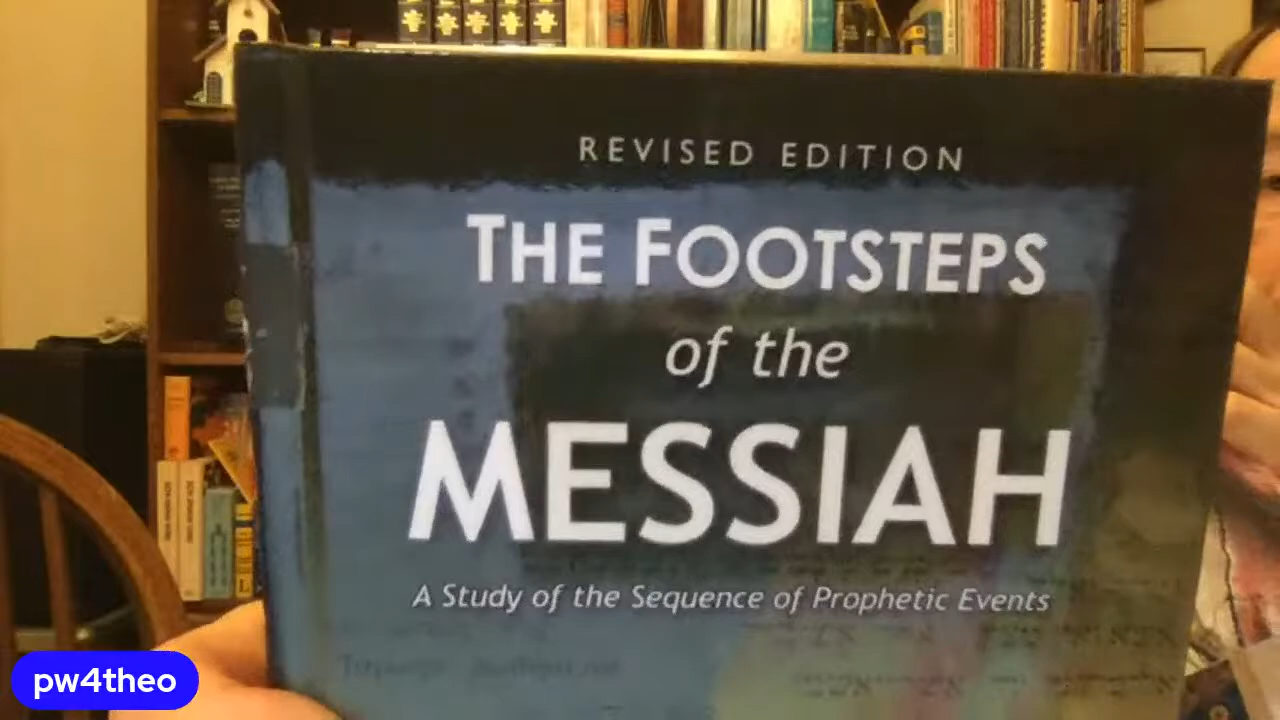 REVISED EDITION
THE FOOTSTEPS
of the
MESSIAH
A Study of the Sequence of Prophetic Events
pw4theo